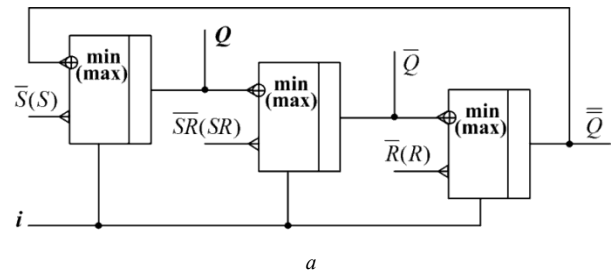 Q
min
(max)
S̅(S)
min
(max)
Q̅
S̅R̅(SR)
min
(max)
R̅(R)
Q̿
i
a